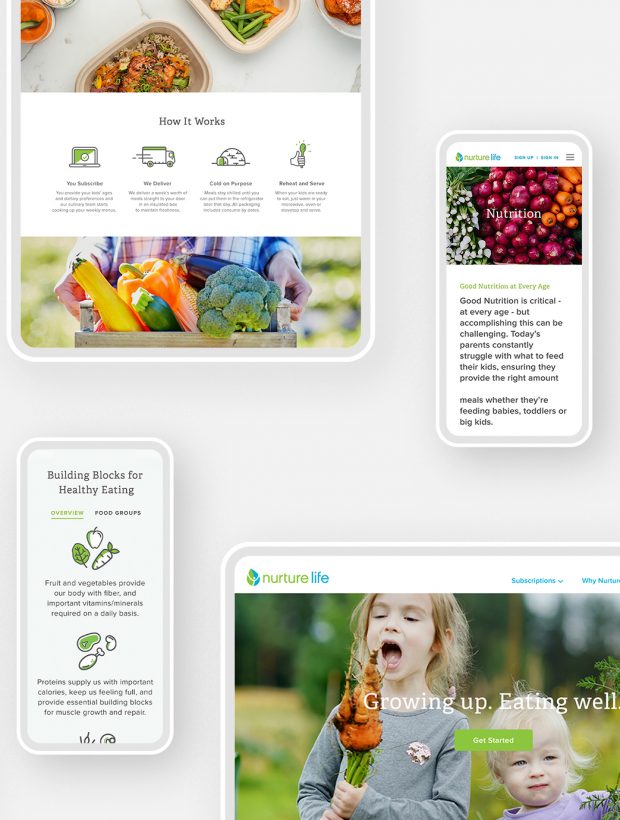 How It Works
You Subscribe
You provide your kids' ages
and dietary preferences and
our culinary team starts
cooking up your weekly menus.
We Deliver
We deliver a week's worth of
meals straight to your door
in an insulated box
to maintain freshness.
Cold on Purpose
Meals stay chilled until you
can put them in the refrigerator
later that day. All packaging
includes consume by dates.
Reheat and Serve
When your kids are ready
to eat, just warm in your
microwave, oven or
stovetop and serve.
nurture life
SIGN UP | SIGN IN
Nutrition
Good Nutrition at Every Age
Good Nutrition is critical -
at every age - but
accomplishing this can be
challenging. Today's
parents constantly
struggle with what to feed
their kids, ensuring they
provide the right amount
meals whether they're
feeding babies, toddlers or
big kids.
Building Blocks for
Healthy Eating
OVERVIEW FOOD GROUPS
Fruit and vegetables provide
our body with fiber, and
important vitamins/minerals
required on a daily basis.
Proteins supply us with important
calories, keep us feeling full, and
provide essential building blocks
for muscle growth and repair.
nurture life
Subscriptions Why Nurture
Growing up. Eating well.
Get Started